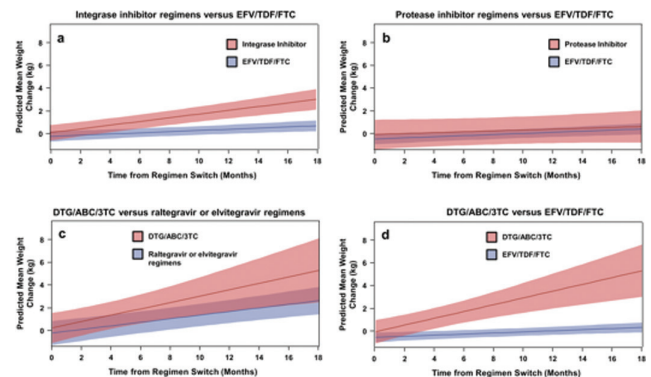 Integrase inhibitor regimens versus EFV/TDF/FTC
a
Integrase Inhibitor
EFV/TDF/FTC
Predicted Mean Weight
Change (kg)
8
6
4
2
0
0 2 4 6 8 10 12 14 16 18
Time from Regimen Switch (Months)
Protease inhibitor regimens versus EFV/TDF/FTC
b
Protease Inhibitor
EFV/TDF/FTC
Predicted Mean Weight
Change (kg)
8
6
4
2
0
0 2 4 6 8 10 12 14 16 18
Time from Regimen Switch (Months)
DTG/ABC/3TC versus raltegravir or elvitegravir regimens
c
DTG/ABC/3TC
Raltegravir or elvitegravir
regimens
Predicted Mean Weight
Change (kg)
8
6
4
2
0
0 2 4 6 8 10 12 14 16 18
Time from Regimen Switch (Months)
DTG/ABC/3TC versus EFV/TDF/FTC
d
DTG/ABC/3TC
EFV/TDF/FTC
Predicted Mean Weight
Change (kg)
8
6
4
2
0
0 2 4 6 8 10 12 14 16 18
Time from Regimen Switch (Months)